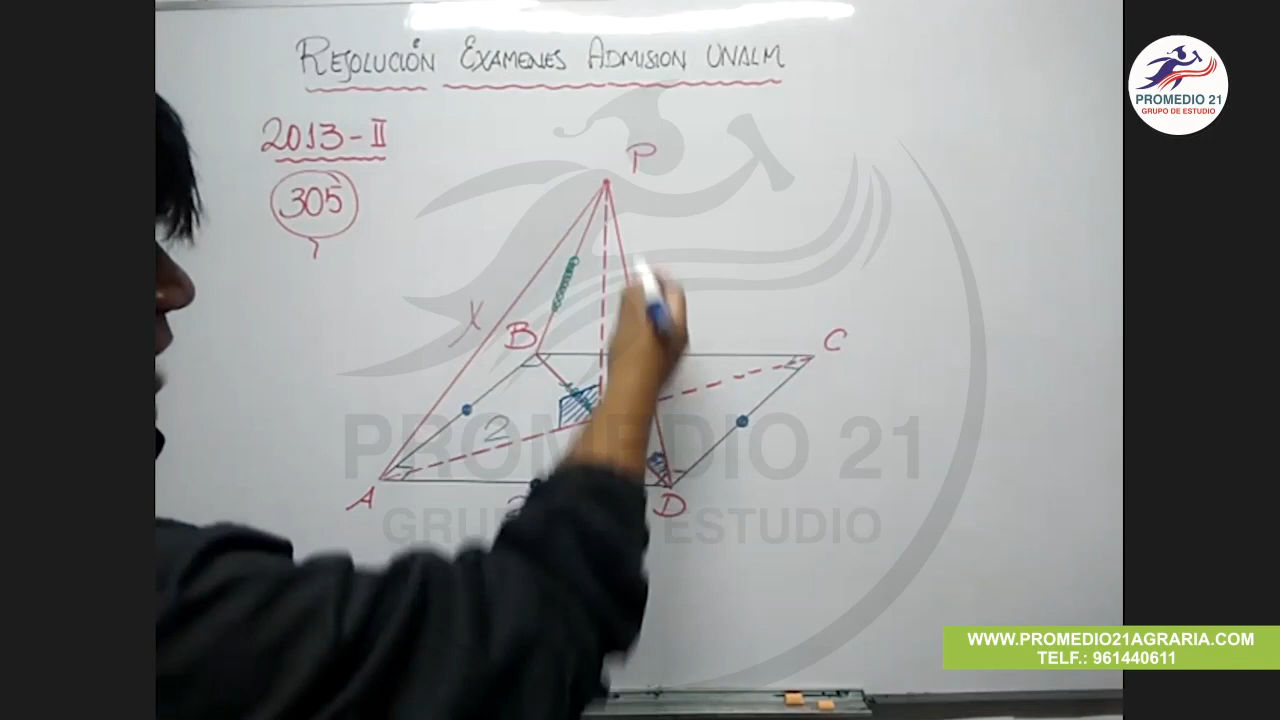 RESOLUCIÓN EXAMENES ADMISION UNALM
PROMEDIO 21
GRUPO DE ESTUDIO
2013-II
305
P
X
B
C
2
PROMEDIO 21
A
D
GRUPO DE ESTUDIO
WWW.PROMEDIO21AGRARIA.COM
TELF.: 961440611